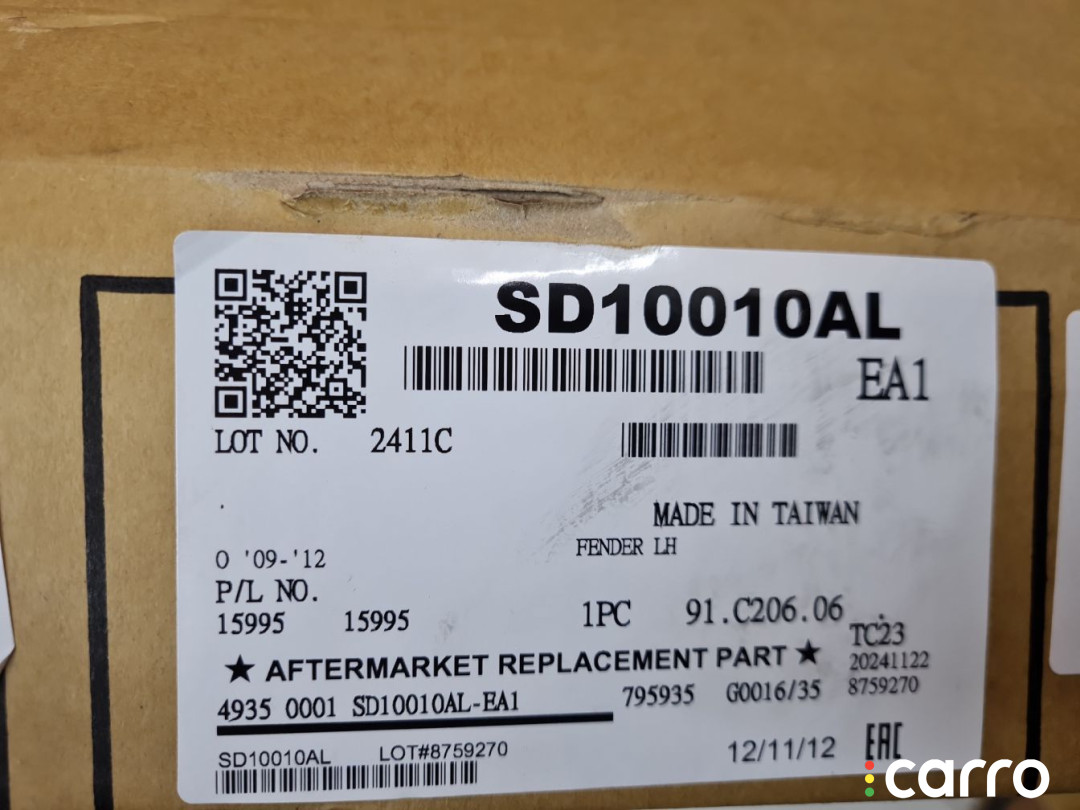 SD10010AL
EA1
LOT NO. 2411C
MADE IN TAIWAN
FENDER LH
O '09-'12
P/L NO.
15995 15995 1PC 91.C206.06
TC23
★ AFTERMARKET REPLACEMENT PART ★
20241122
4935 0001 SD10010AL-EA1 795935 G0016/35 8759270
SD10010AL LOT#8759270 12/11/12 EAC
carro